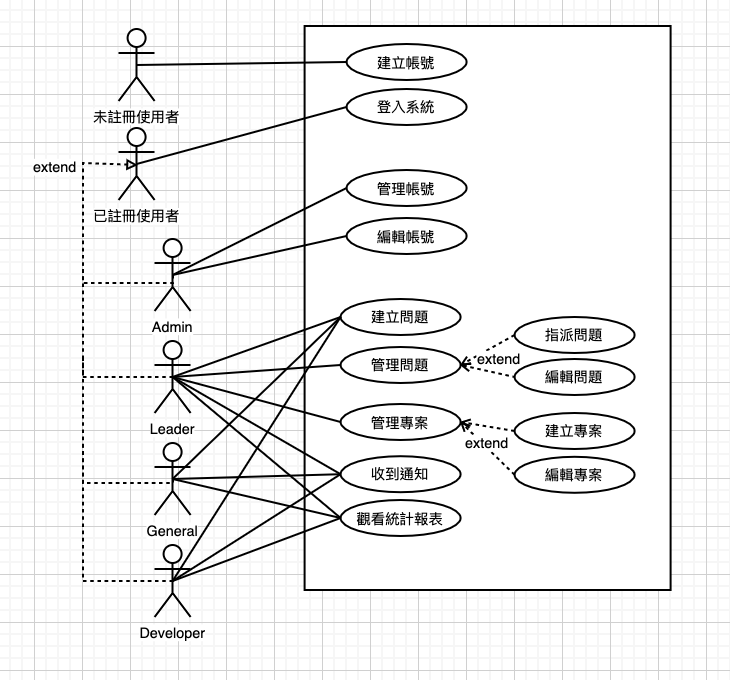 未註冊使用者
建立帳號
登入系統
extend
已註冊使用者
管理帳號
編輯帳號
Admin
建立問題
管理問題
extend
指派問題
編輯問題
Leader
管理專案
extend
建立專案
編輯專案
收到通知
General
觀看統計報表
Developer